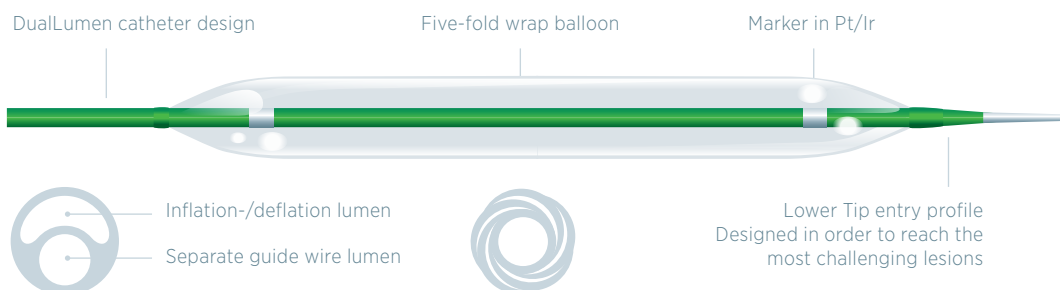 DualLumen catheter design
Five-fold wrap balloon
Marker in Pt/Ir
Inflation-/deflation lumen
Separate guide wire lumen
Lower Tip entry profile
Designed in order to reach the
most challenging lesions